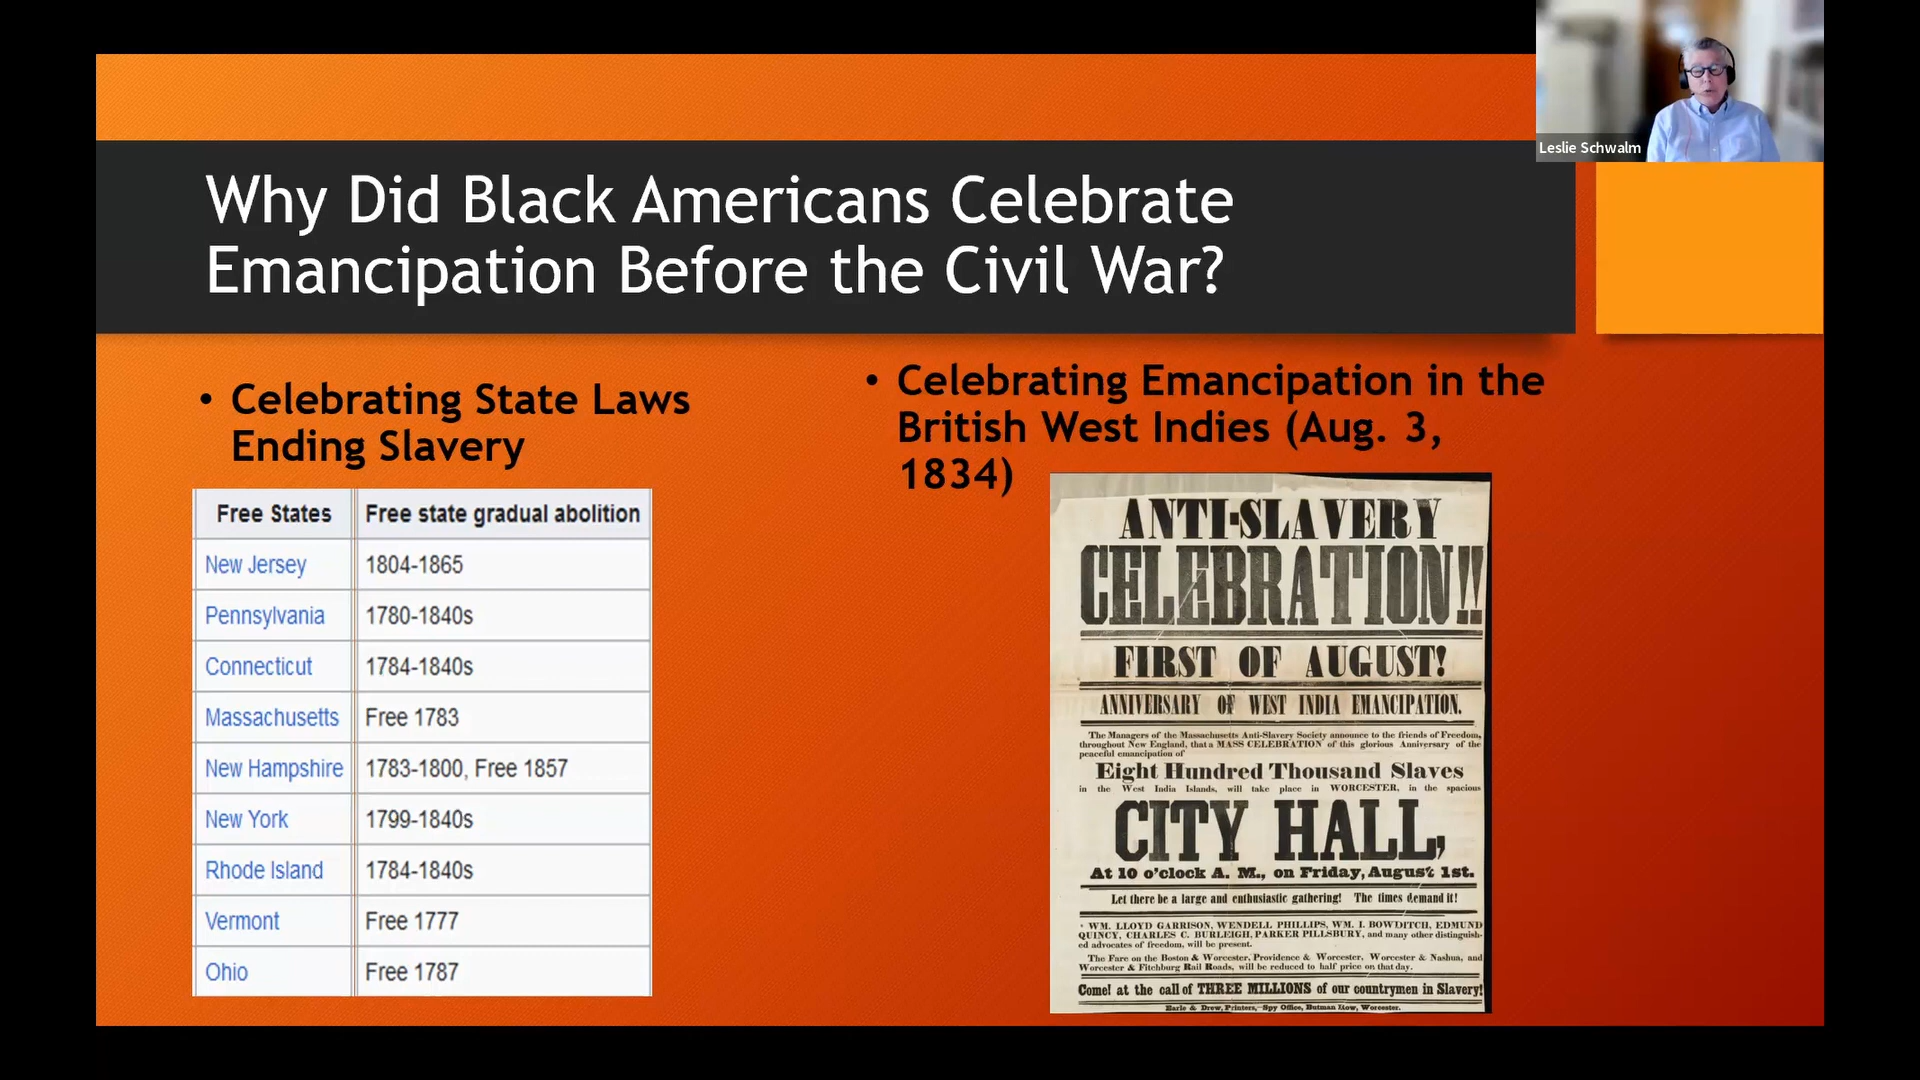 Leslie Schwalm
Why Did Black Americans Celebrate
Emancipation Before the Civil War?
• Celebrating State Laws
Ending Slavery
Free States Free state gradual abolition
New Jersey 1804-1865
Pennsylvania 1780-1840s
Connecticut 1784-1840s
Massachusetts Free 1783
New Hampshire 1783-1800, Free 1857
New York 1799-1840s
Rhode Island 1784-1840s
Vermont Free 1777
Ohio Free 1787
• Celebrating Emancipation in the
British West Indies (Aug. 3,
1834)
ANTI-SLAVERY
CELEBRATION!!
FIRST OF AUGUST!
ANNIVERSARY OF WEST INDIA EMANCIPATION.
The Managers of the Massachusetts Anti-Slavery Society announce to the friends of Freedom,
throughout New England, that a MASS CELEBRATION of this glorious Anniversary of the
peaceful emancipation of
Eight Hundred Thousand Slaves
in the West India Islands, will take place in WORCESTER, in the spacious
CITY HALL,
At 10 o'clock A. M., on Friday, August 1st.
Let there be a large and enthusiastic gathering! The times demand it!
WM. LLOYD GARRISON, WENDELL PHILLIPS, WM. I. BOWDITCH, EDMUND
QUINCY, CHARLES C. BURLEIGH, PARKER PILLSBURY, and many other distinguish-
ed advocates of freedom, will be present.
The Fare on the Boston & Worcester, Providence & Worcester, Worcester & Nashua, and
Worcester & Fitchburg Rail Roads, will be reduced to half price on that day.
Come! at the call of THREE MILLIONS of our countrymen in Slavery!
Earle & Drew, Printers,—Spy Office, Butman Row, Worcester.